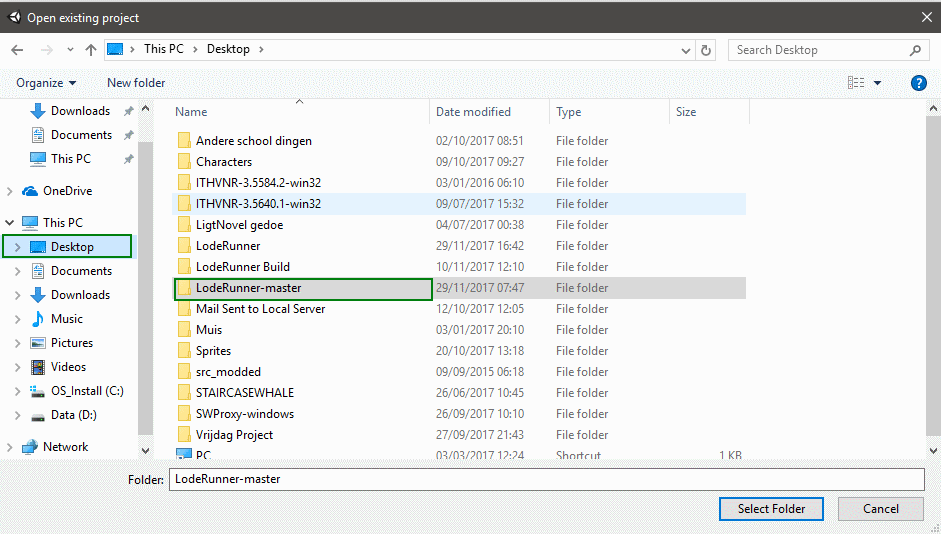 Open existing project
This PC Desktop
Search Desktop
Organize New folder
Name Date modified Type Size
Downloads
Documents
This PC
OneDrive
This PC
Desktop
Documents
Downloads
Music
Pictures
Videos
OS_Install (C:)
Data (D:)
Network
Andere school dingen 02/10/2017 08:51 File folder
Characters 09/10/2017 09:27 File folder
ITHVNR-3.5584.2-win32 03/01/2016 06:10 File folder
ITHVNR-3.5640.1-win32 09/07/2017 15:32 File folder
LigtNovel gedoe 04/07/2017 00:38 File folder
LodeRunner 29/11/2017 16:42 File folder
LodeRunner Build 10/11/2017 12:10 File folder
LodeRunner-master 29/11/2017 07:47 File folder
Mail Sent to Local Server 12/10/2017 12:05 File folder
Muis 03/01/2017 20:10 File folder
Sprites 20/10/2017 13:18 File folder
src_modded 09/09/2015 06:18 File folder
STAIRCASEWHALE 26/06/2017 10:45 File folder
SWProxy-windows 26/09/2017 10:10 File folder
Vrijdag Project 27/09/2017 21:43 File folder
PC 03/03/2017 12:24 Shortcut 1 KB
Folder: LodeRunner-master
Select Folder Cancel